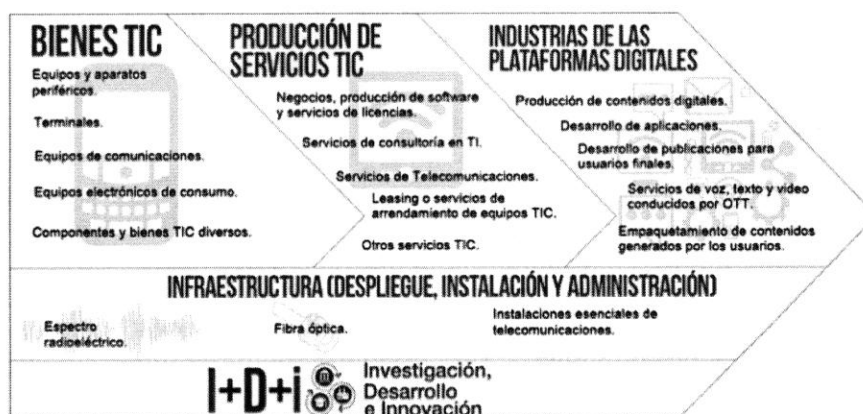 BIENES TIC
Equipos y aparatos
periféricos.
Terminales.
Equipos de comunicaciones.
Equipos electrónicos de consumo.
Componentes y bienes TIC diversos.
PRODUCCIÓN DE
SERVICIOS TIC
Negocios, producción de software
y servicios de licencias.
Servicios de consultoría en TI.
Servicios de Telecomunicaciones.
Leasing o servicios de
arrendamiento de equipos TIC.
Otros servicios TIC.
INDUSTRIAS DE LAS
PLATAFORMAS DIGITALES
Producción de contenidos digitales.
Desarrollo de aplicaciones.
Desarrollo de publicaciones para
usuarios finales.
Servicios de voz, texto y video
conducidos por OTT.
Empaquetamiento de contenidos
generados por los usuarios.
INFRAESTRUCTURA (DESPLIEGUE, INSTALACIÓN Y ADMINISTRACIÓN)
Espectro
radioeléctrico.
Fibra óptica.
Instalaciones esenciales de
telecomunicaciones.
I+D+i
Investigación,
Desarrollo
e Innovación